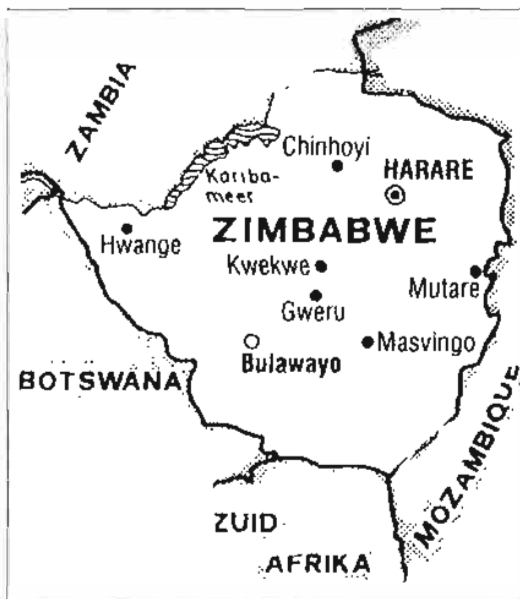 ZAMBIA
Chinhoyi
HARARE
Kariba-
meer
ZIMBABWE
Hwange
Kwekwe
Mutare
Gweru
Masvingo
Bulawayo
BOTSWANA
MOZAMBIQUE
ZUID
AFRIKA